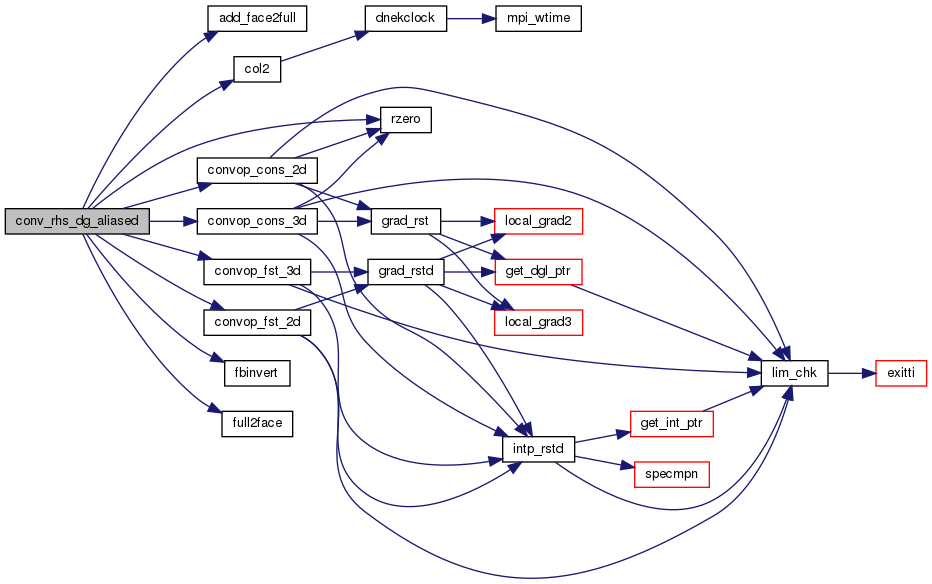 add_face2full
dnekclock
mpi_wtime
col2
rzero
convop_cons_2d
conv_rhs_dg_aliased
convop_cons_3d
grad_rst
local_grad2
convop_fst_3d
grad_rstd
get_dgl_ptr
convop_fst_2d
local_grad3
fbinvert
lim_chk
exitti
full2face
get_int_ptr
intp_rstd
specmpn